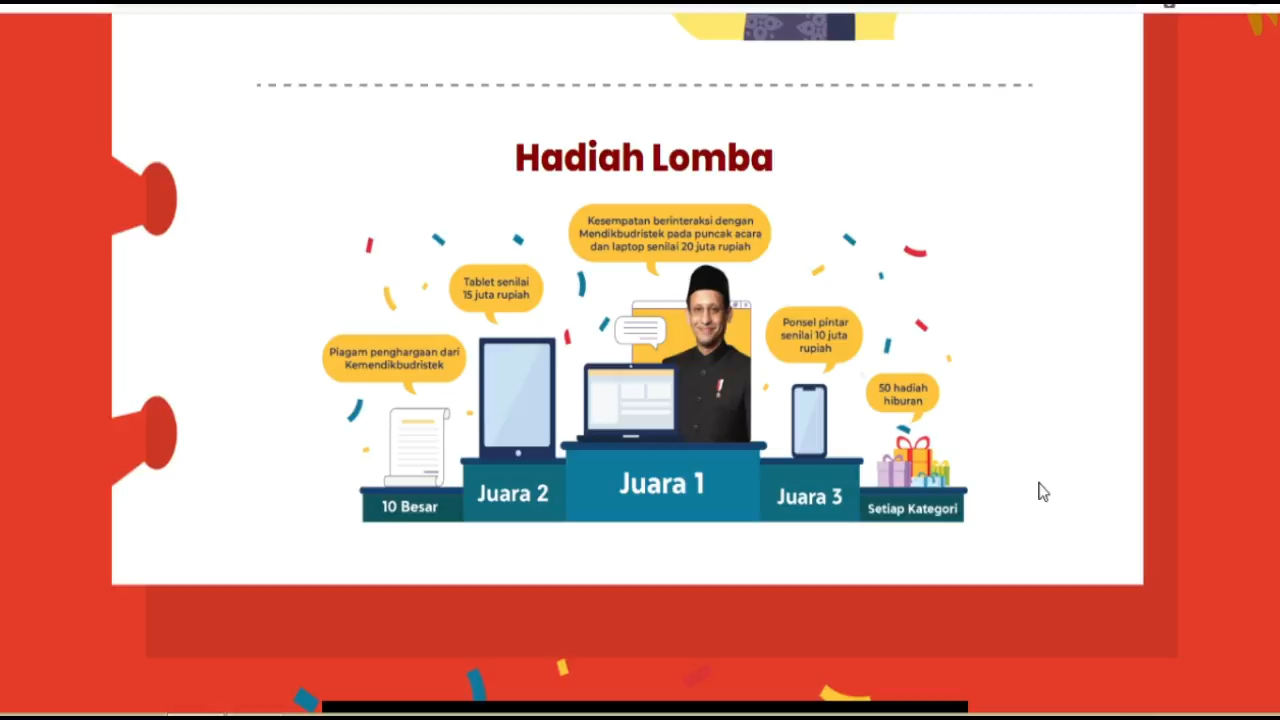 Hadiah Lomba
Kesempatan berinteraksi dengan
Mendikbudristek pada puncak acara
dan laptop senilai 20 juta rupiah
Tablet senilai
15 juta rupiah
Ponsel pintar
senilai 10 juta
rupiah
Piagam penghargaan dari
Kemendikbudristek
50 hadiah
hiburan
10 Besar
Juara 2
Juara 1
Juara 3
Setiap Kategori